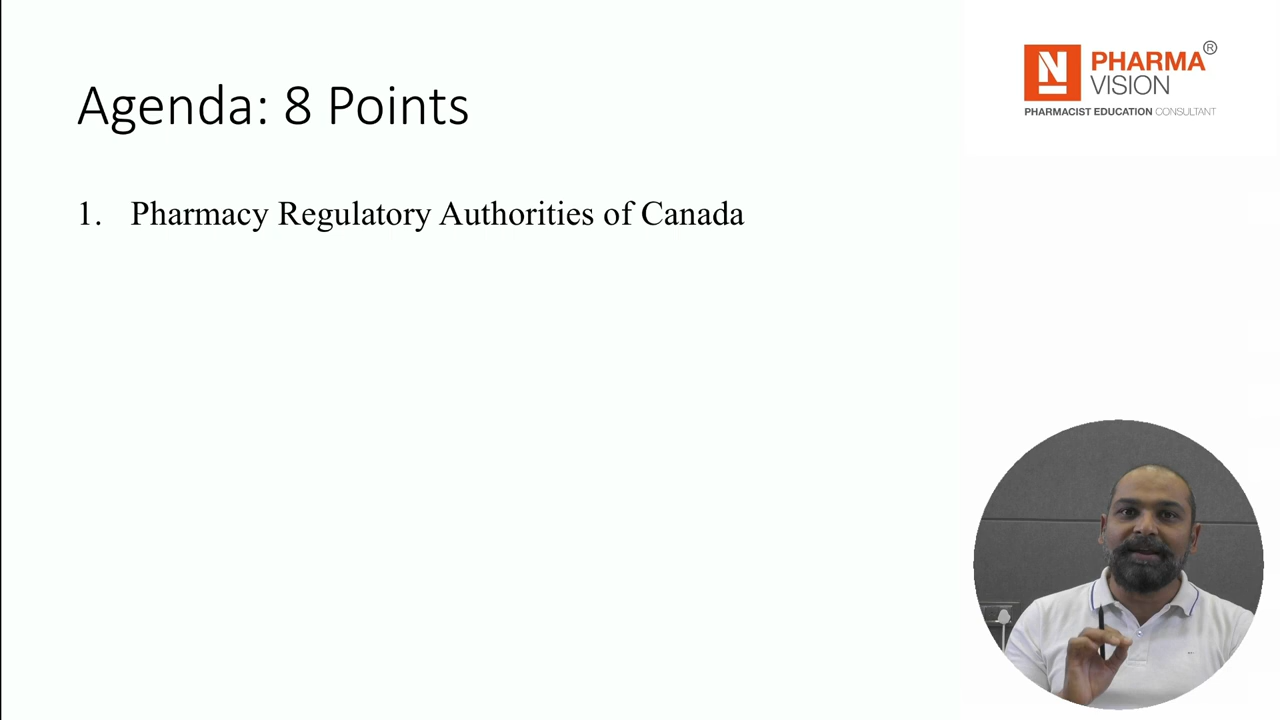 Agenda: 8 Points
N PHARMA®
VISION
PHARMACIST EDUCATION CONSULTANT
1. Pharmacy Regulatory Authorities of Canada